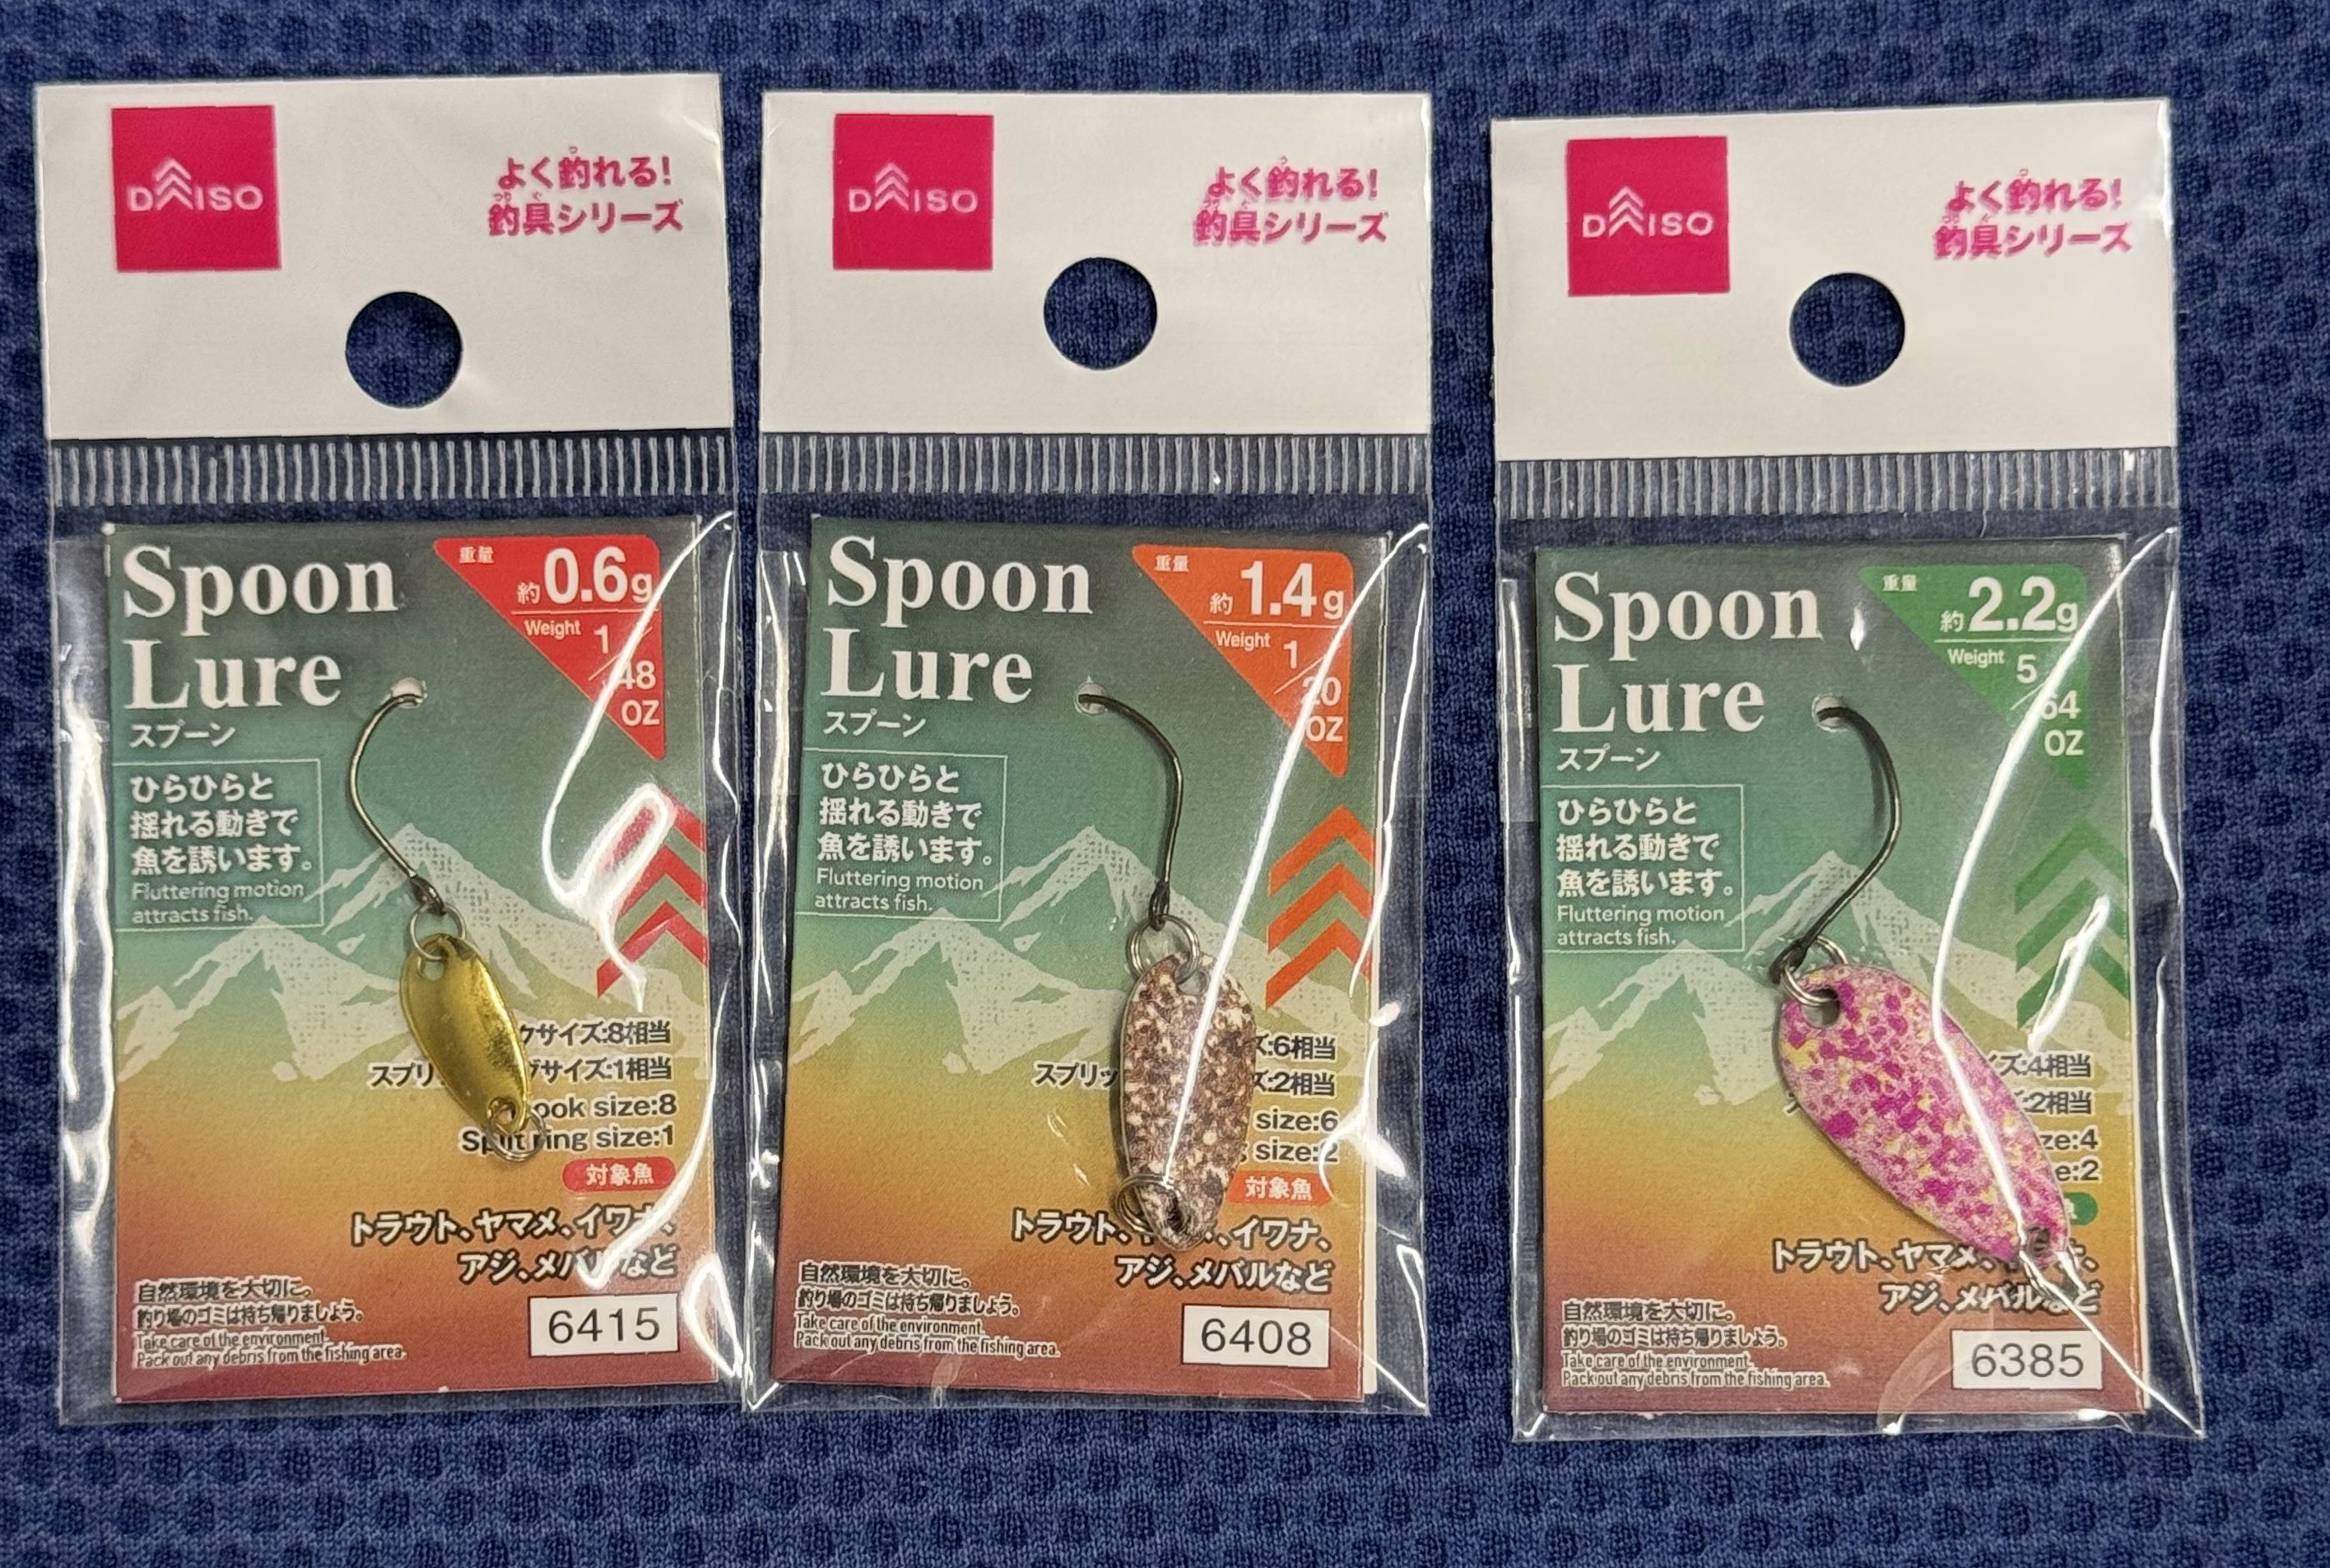 DAISO
よく釣れる!
釣具シリーズ
Spoon
Lure
スプーン
重量
約0.6g
Weight 1/48
OZ
ひらひらと
揺れる動きで
魚を誘います。
Fluttering motion
attracts fish.
サイズ:8相当
サイズ:1相当
size:8
Split ring size:1
対象魚
トラウト、ヤマメ、イワナ、
アジ、メバルなど
自然環境を大切に。
釣り場のゴミは持ち帰りましょう。
Take care of the environment.
Pack out any debris from the fishing area.
6415
DAISO
よく釣れる!
釣具シリーズ
Spoon
Lure
スプーン
重量
約1.4g
Weight 1/20
OZ
ひらひらと
揺れる動きで
魚を誘います。
Fluttering motion
attracts fish.
ズ:6相当
スプリッ ズ:2相当
size:6
size:2
対象魚
トラウト、 イワナ、
アジ、メバルなど
自然環境を大切に。
釣り場のゴミは持ち帰りましょう。
Take care of the environment.
Pack out any debris from the fishing area.
6408
DAISO
よく釣れる!
釣具シリーズ
Spoon
Lure
スプーン
重量
約2.2g
Weight 5/64
OZ
ひらひらと
揺れる動きで
魚を誘います。
Fluttering motion
attracts fish.
ズ:4相当
:2相当
ze:4
e:2
トラウト、ヤマメ、
アジ、メバルなど
自然環境を大切に。
釣り場のゴミは持ち帰りましょう。
Take care of the environment.
Pack out any debris from the fishing area.
6385